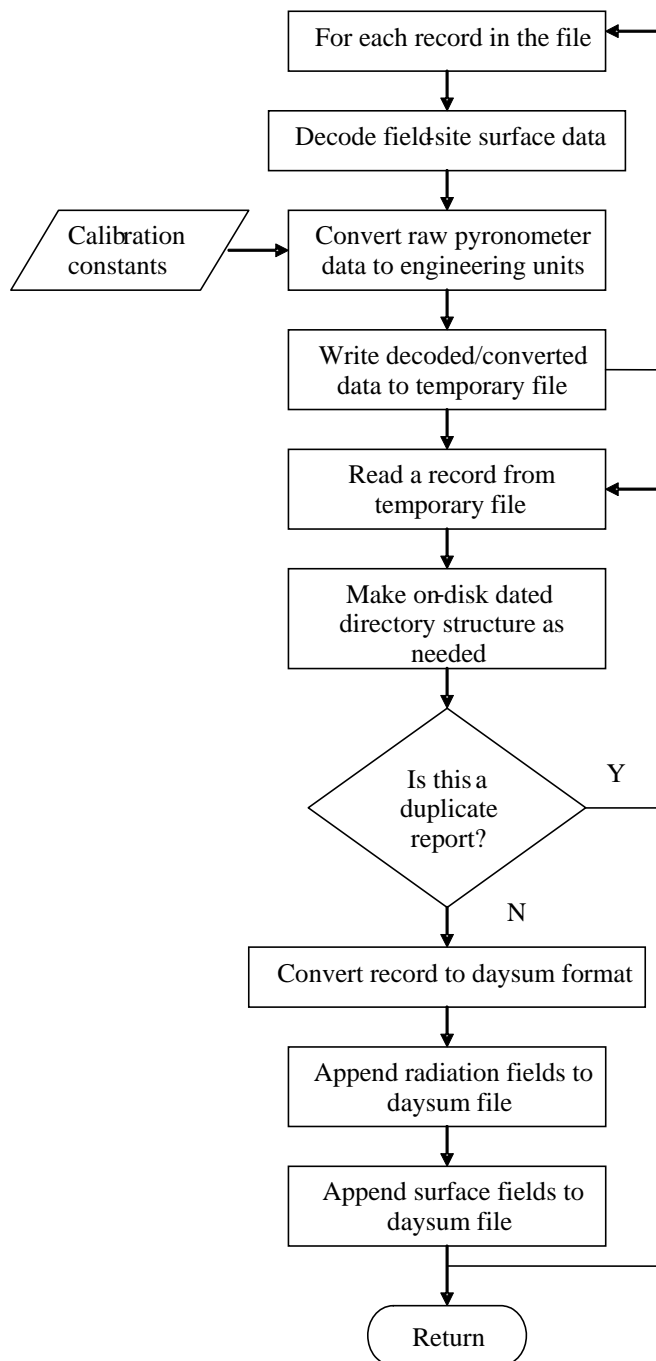 For each record in the file
Decode field-site surface data
Calibration
constants
Convert raw pyronometer
data to engineering units
Write decoded/converted
data to temporary file
Read a record from
temporary file
Make on-disk dated
directory structure as
needed
Is this a
duplicate
report?
Y
N
Convert record to daysum format
Append radiation fields to
daysum file
Append surface fields to
daysum file
Return